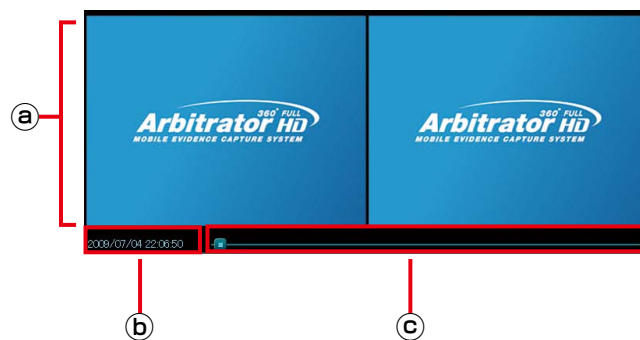 360° FULL
Arbitrator HD
MOBILE EVIDENCE CAPTURE SYSTEM
360° FULL
Arbitrator HD
MOBILE EVIDENCE CAPTURE SYSTEM
ⓐ
2009/07/04 22:06:50
ⓑ
ⓒ